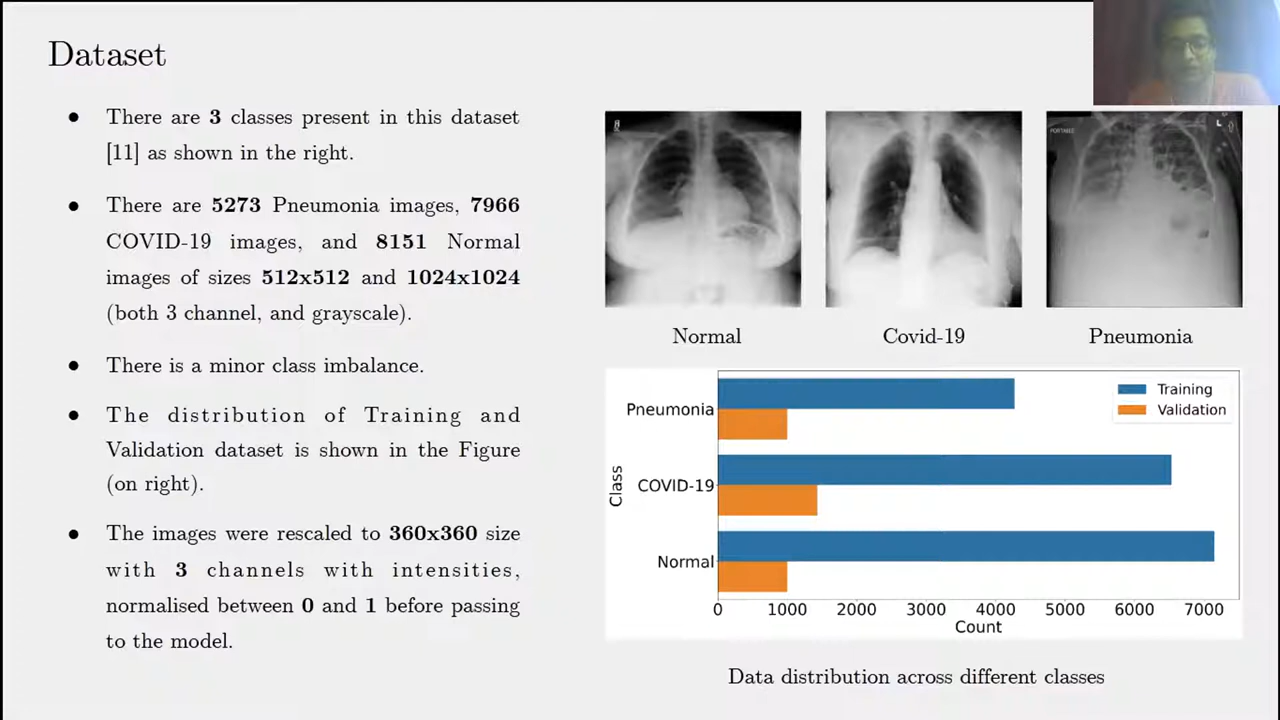 Dataset
● There are 3 classes present in this dataset
[11] as shown in the right.
● There are 5273 Pneumonia images, 7966
COVID-19 images, and 8151 Normal
images of sizes 512x512 and 1024x1024
(both 3 channel, and grayscale).
● There is a minor class imbalance.
● The distribution of Training and
Validation dataset is shown in the Figure
(on right).
● The images were rescaled to 360x360 size
with 3 channels with intensities,
normalised between 0 and 1 before passing
to the model.
PORTABLE
L
Normal
Covid-19
Pneumonia
Training
Validation
Class
Pneumonia
COVID-19
Normal
0 1000 2000 3000 4000 5000 6000 7000
Count
Data distribution across different classes